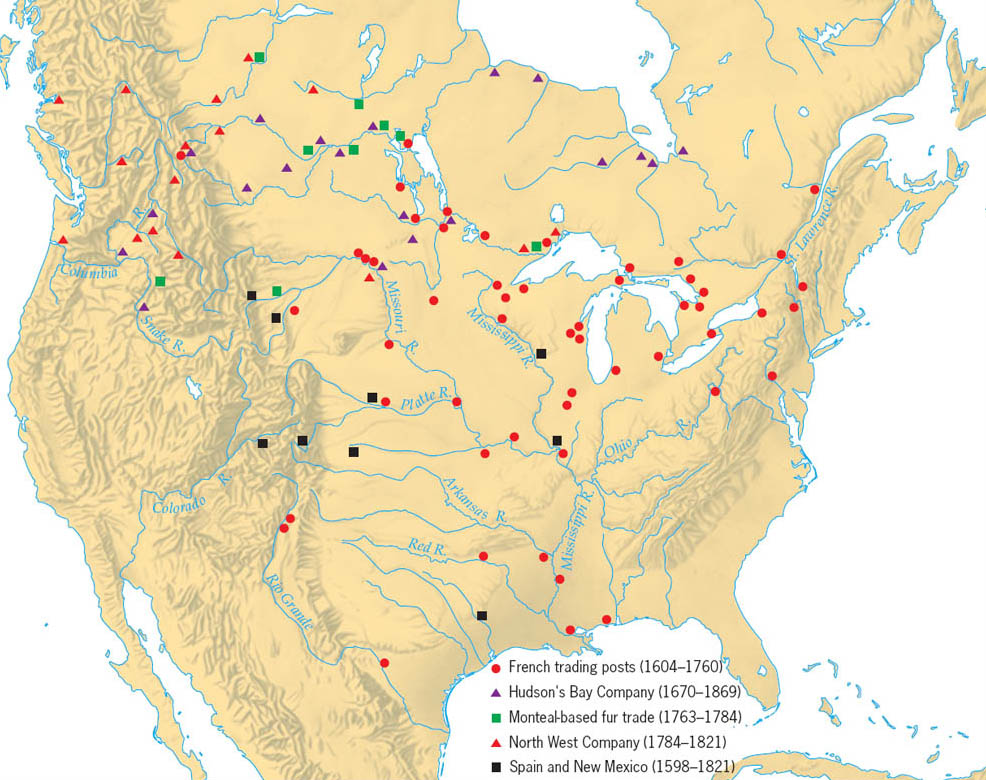 R.
Columbia
Snake R.
Missouri
R.
Mississippi R.
St. Lawrence R.
Platte R.
Ohio
R.
Colorado
R.
Arkansas
R.
Mississippi R.
Red R.
Rio Grande
French trading posts (1604–1760)
Hudson's Bay Company (1670–1869)
Monteal-based fur trade (1763–1784)
North West Company (1784–1821)
Spain and New Mexico (1598–1821)